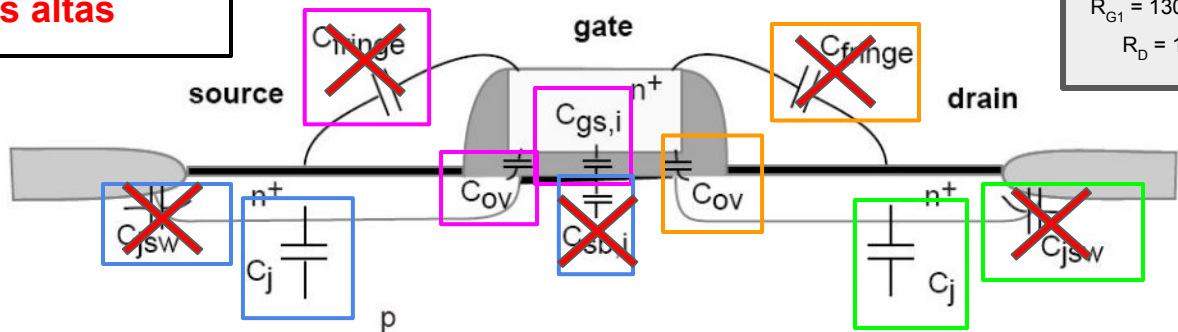 s altas
R_G1 = 130
R_D = 1
gate
C_fringe
C_fringe
source
n+
drain
C_gs,i
C_ov
C_ov
n+
n+
C_jsw
C_sb,i
C_jsw
C_j
C_j
p